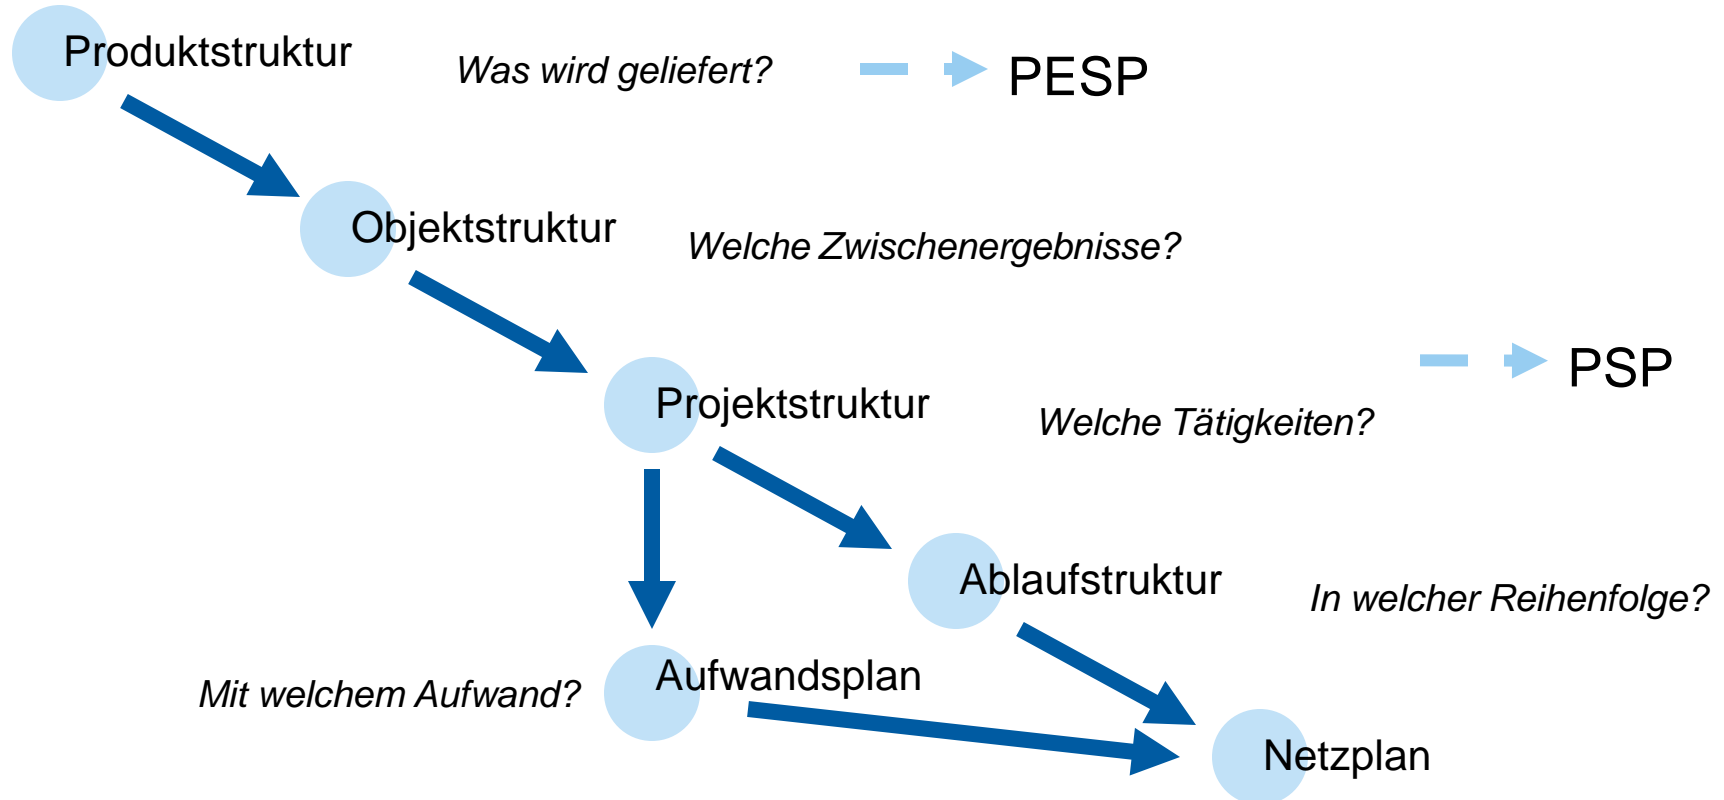 Produktstruktur
Was wird geliefert?
PESP
Objektstruktur
Welche Zwischenergebnisse?
PSP
Projektstruktur
Welche Tätigkeiten?
Ablaufstruktur
In welcher Reihenfolge?
Mit welchem Aufwand?
Aufwandsplan
Netzplan